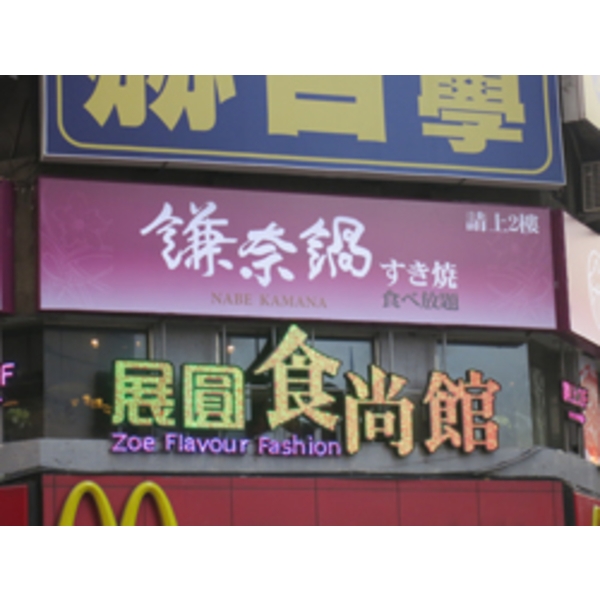 學
請上2樓
鎌奈鍋
すき焼
NABE KAMANA
食べ放題
展圓食尚館
Zoe Flavour Fashion